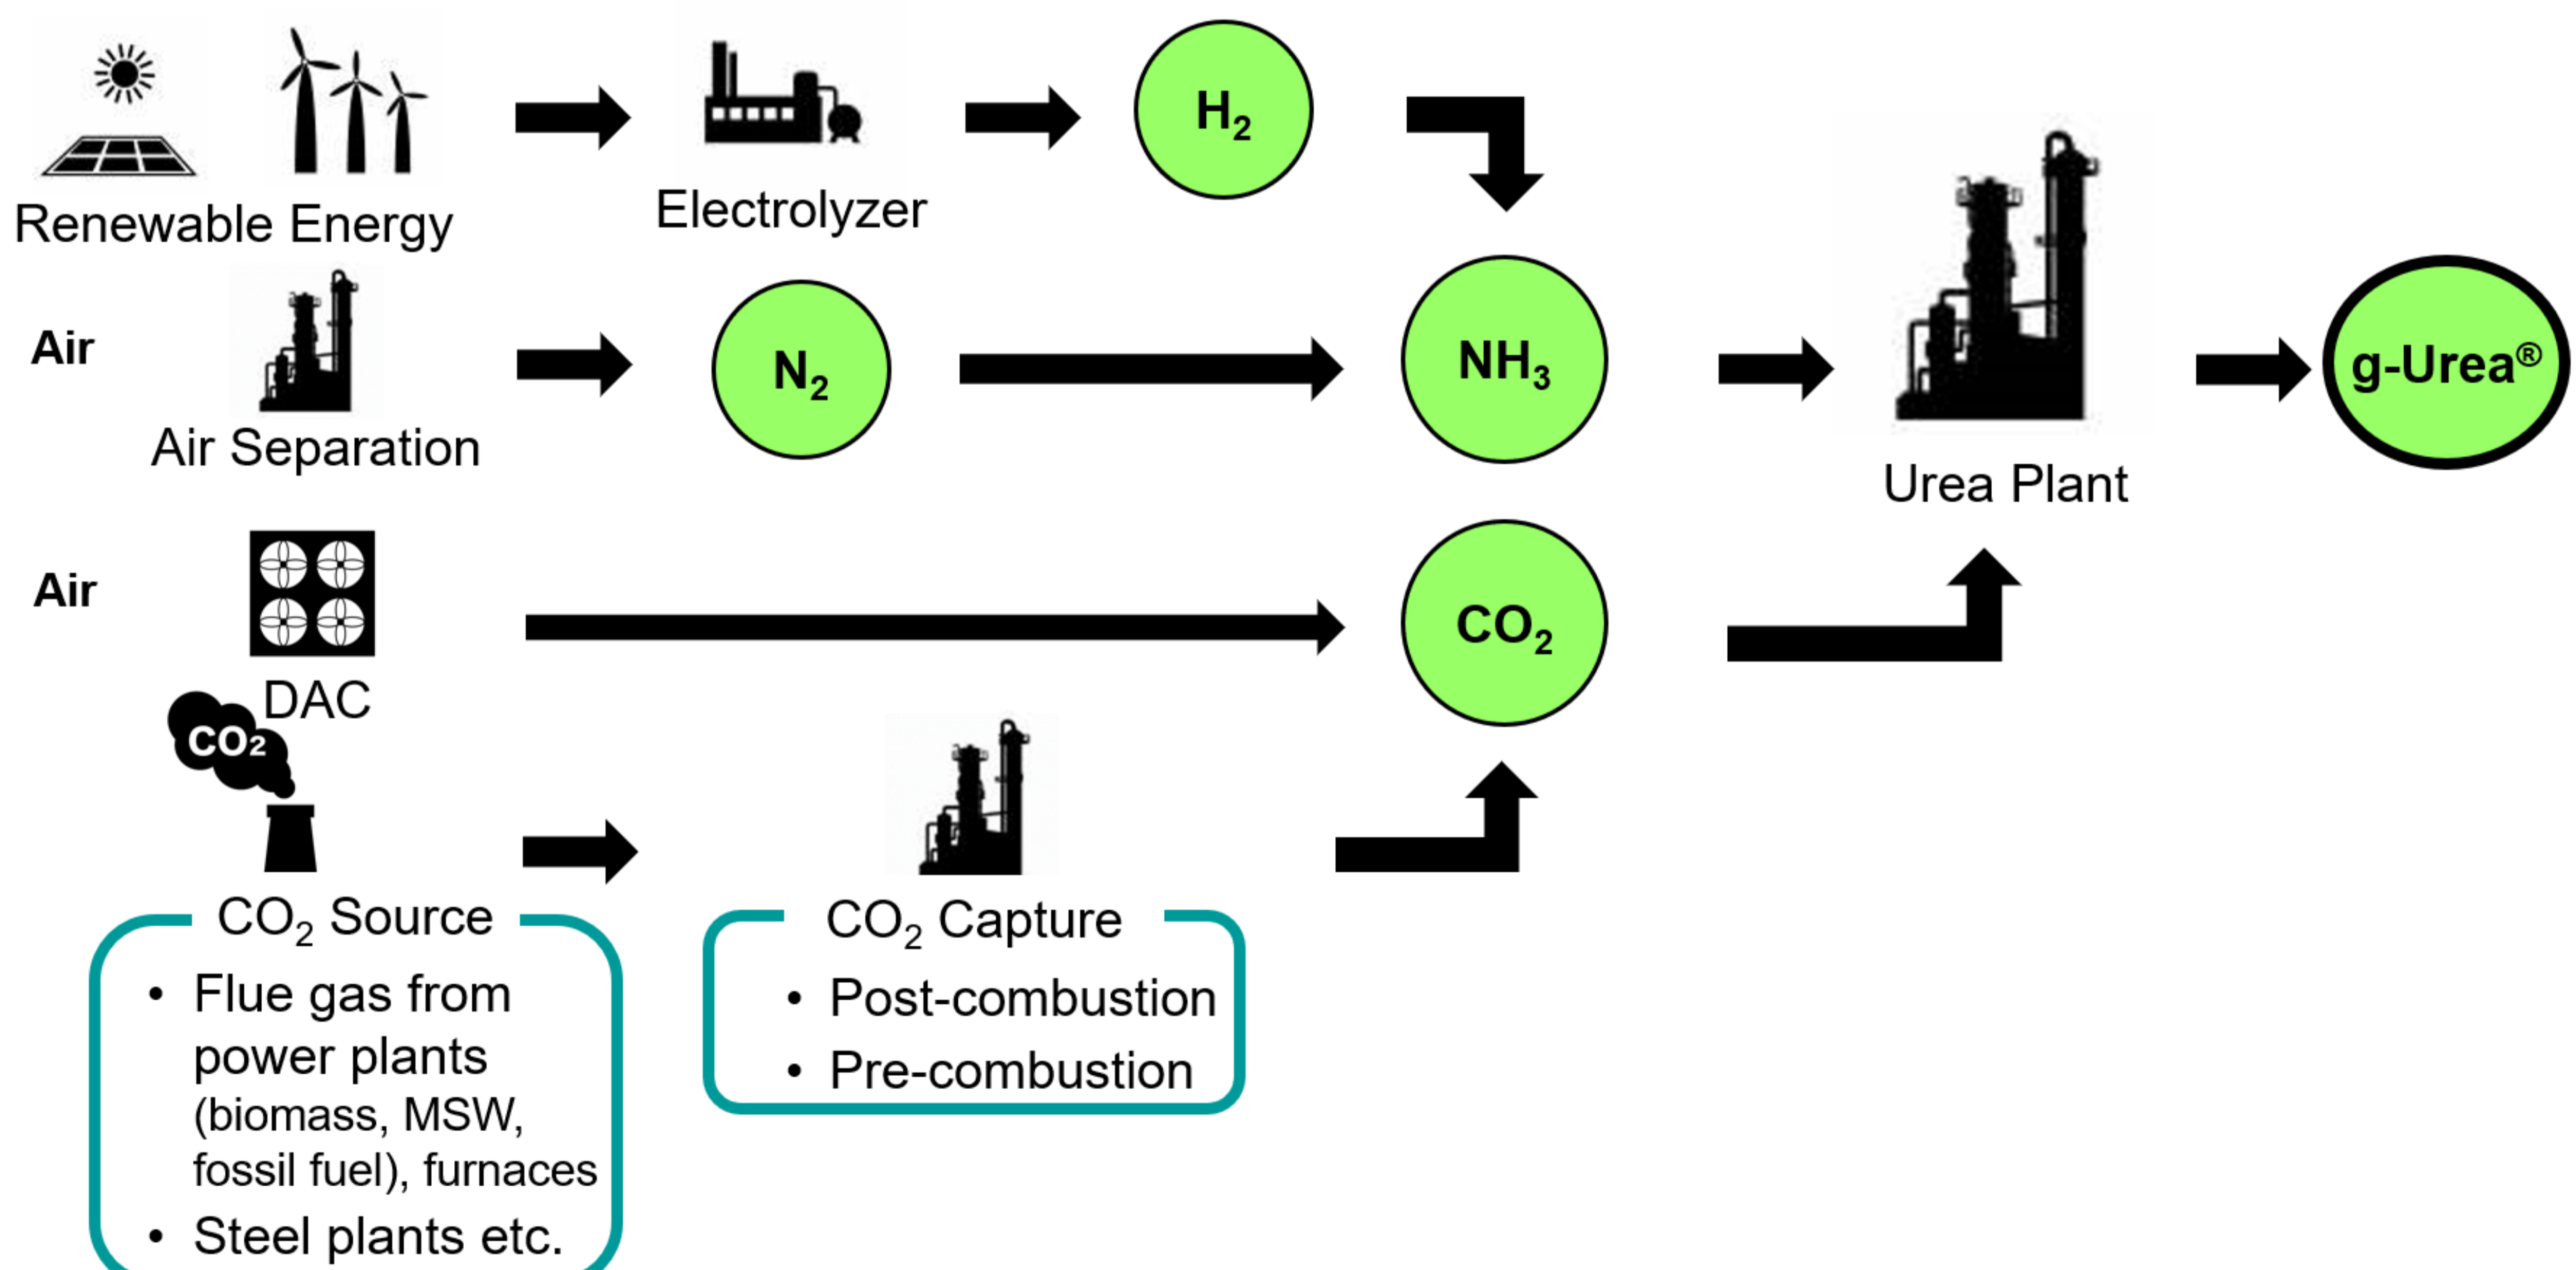 Renewable Energy
Electrolyzer
H₂
Air
Air Separation
N₂
NH₃
Urea Plant
g-Urea®
Air
DAC
CO₂
CO₂
CO₂ Source
• Flue gas from
power plants
(biomass, MSW,
fossil fuel), furnaces
• Steel plants etc.
CO₂ Capture
• Post-combustion
• Pre-combustion